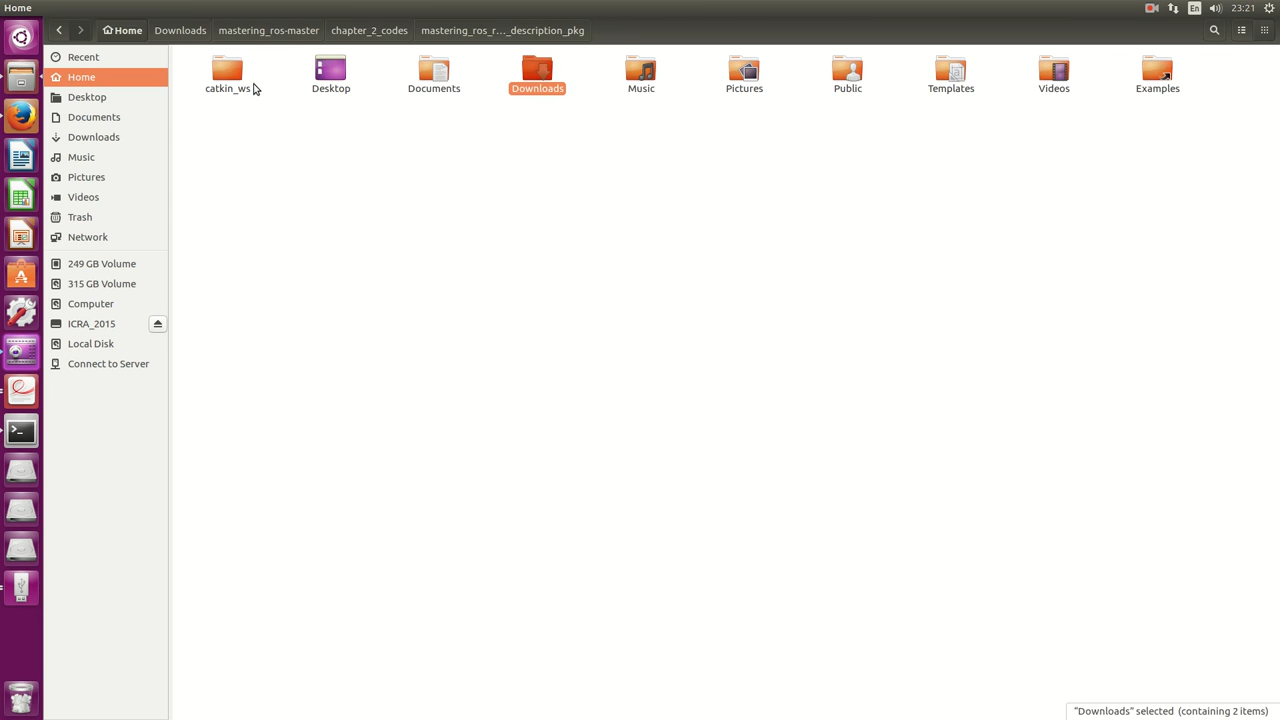 Home
En
23:21
Home Downloads mastering_ros-master chapter_2_codes mastering_ros_r…_description_pkg
Recent
Home
Desktop
Documents
Downloads
Music
Pictures
Videos
Trash
Network
249 GB Volume
315 GB Volume
Computer
ICRA_2015
Local Disk
Connect to Server
catkin_ws Desktop Documents Downloads Music Pictures Public Templates Videos Examples
"Downloads" selected (containing 2 items)